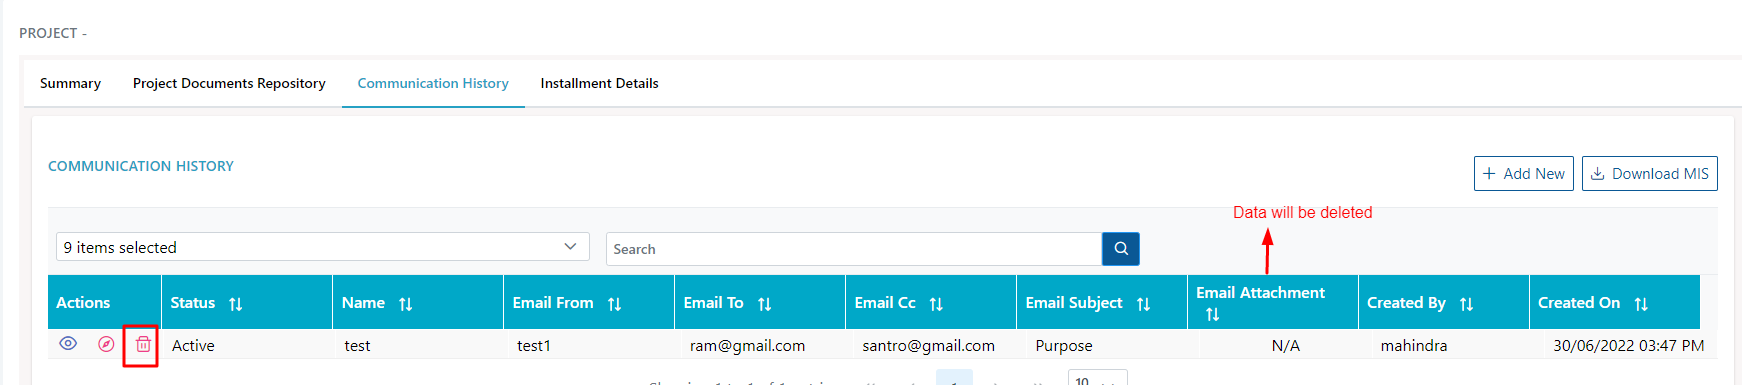 PROJECT -
Summary Project Documents Repository Communication History Installment Details
COMMUNICATION HISTORY
+ Add New Download MIS
Data will be deleted
9 items selected Search
Actions Status Name Email From Email To Email Cc Email Subject Email Attachment Created By Created On
Active test test1 ram@gmail.com santro@gmail.com Purpose N/A mahindra 30/06/2022 03:47 PM
10